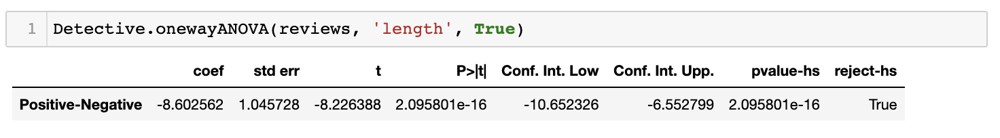 1 Detective.onewayANOVA(reviews, 'length', True)
coef std err t P>|t| Conf. Int. Low Conf. Int. Upp. pvalue-hs reject-hs
Positive-Negative -8.602562 1.045728 -8.226388 2.095801e-16 -10.652326 -6.552799 2.095801e-16 True